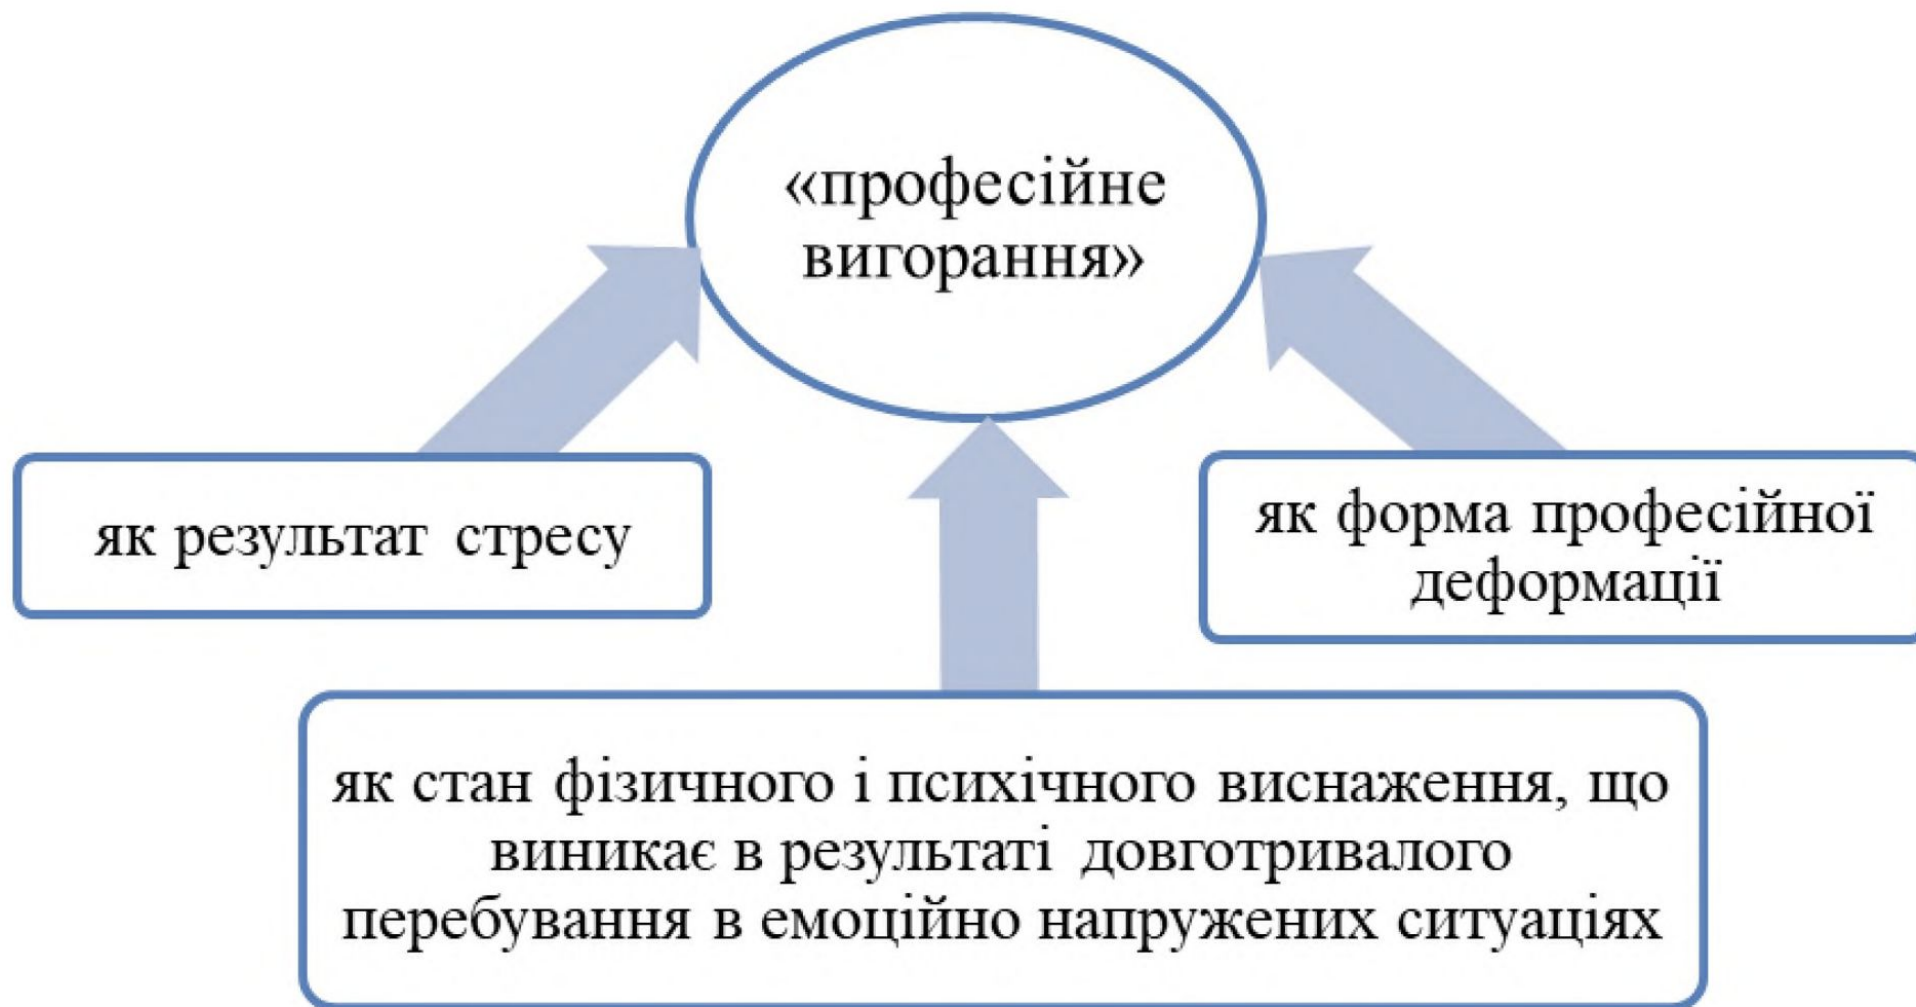 «професійне
вигорання»
як результат стресу
як форма професійної
деформації
як стан фізичного і психічного виснаження, що
виникає в результаті довготривалого
перебування в емоційно напружених ситуаціях